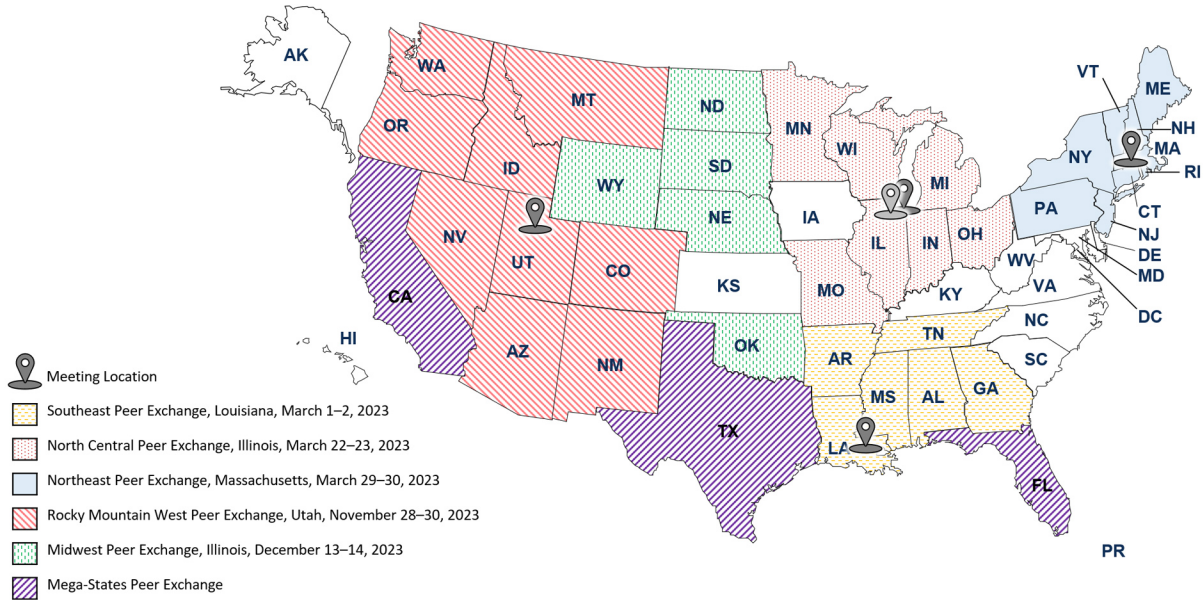 AK
WA
MT
ND
MN
VT
ME
OR
ID
WY
SD
WI
MI
NY
NH
MA
RI
NE
IA
PA
CT
NV
UT
CO
IL
IN
OH
NJ
DE
MD
WV
CA
KS
MO
KY
VA
DC
HI
AZ
NM
OK
AR
TN
NC
SC
MS
AL
GA
TX
LA
FL
PR
Meeting Location
Southeast Peer Exchange, Louisiana, March 1–2, 2023
North Central Peer Exchange, Illinois, March 22–23, 2023
Northeast Peer Exchange, Massachusetts, March 29–30, 2023
Rocky Mountain West Peer Exchange, Utah, November 28–30, 2023
Midwest Peer Exchange, Illinois, December 13–14, 2023
Mega-States Peer Exchange